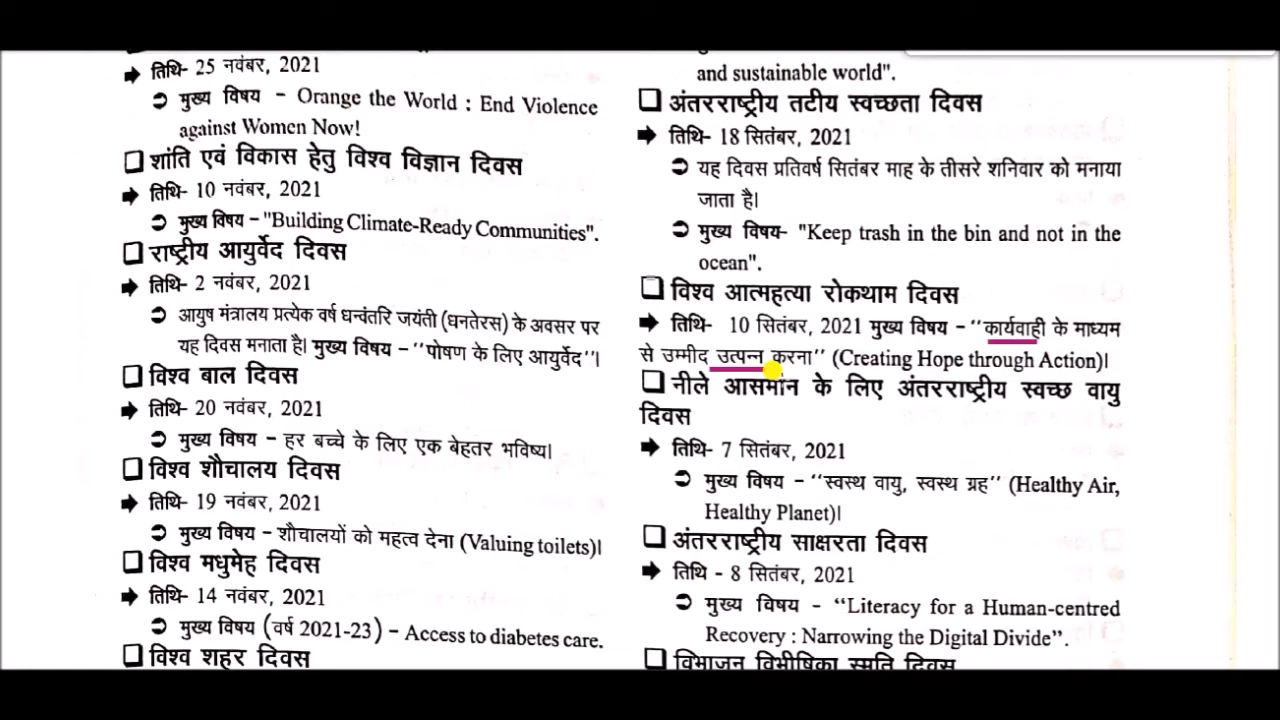 तिथि- 25 नवंबर, 2021
मुख्य विषय - Orange the World : End Violence
against Women Now!
शांति एवं विकास हेतु विश्व विज्ञान दिवस
तिथि- 10 नवंबर, 2021
मुख्य विषय - "Building Climate-Ready Communities".
राष्ट्रीय आयुर्वेद दिवस
तिथि- 2 नवंबर, 2021
आयुष मंत्रालय प्रत्येक वर्ष धन्वंतरि जयंती (धनतेरस) के अवसर पर
यह दिवस मनाता है। मुख्य विषय - ''पोषण के लिए आयुर्वेद''।
विश्व बाल दिवस
तिथि- 20 नवंबर, 2021
मुख्य विषय - हर बच्चे के लिए एक बेहतर भविष्य।
विश्व शौचालय दिवस
तिथि- 19 नवंबर, 2021
मुख्य विषय - शौचालयों को महत्व देना (Valuing toilets)।
विश्व मधुमेह दिवस
तिथि- 14 नवंबर, 2021
मुख्य विषय (वर्ष 2021-23) - Access to diabetes care.
विश्व शहर दिवस
and sustainable world".
अंतरराष्ट्रीय तटीय स्वच्छता दिवस
तिथि- 18 सितंबर, 2021
यह दिवस प्रतिवर्ष सितंबर माह के तीसरे शनिवार को मनाया
जाता है।
मुख्य विषय- "Keep trash in the bin and not in the
ocean".
विश्व आत्महत्या रोकथाम दिवस
तिथि- 10 सितंबर, 2021 मुख्य विषय - ''कार्यवाही के माध्यम
से उम्मीद उत्पन्न करना'' (Creating Hope through Action)।
नीले आसमांन के लिए अंतरराष्ट्रीय स्वच्छ वायु
दिवस
तिथि- 7 सितंबर, 2021
मुख्य विषय - ''स्वस्थ वायु, स्वस्थ ग्रह'' (Healthy Air,
Healthy Planet)।
अंतरराष्ट्रीय साक्षरता दिवस
तिथि - 8 सितंबर, 2021
मुख्य विषय - “Literacy for a Human-centred
Recovery : Narrowing the Digital Divide”.
विभाजन विभीषिका स्मृति दिवस